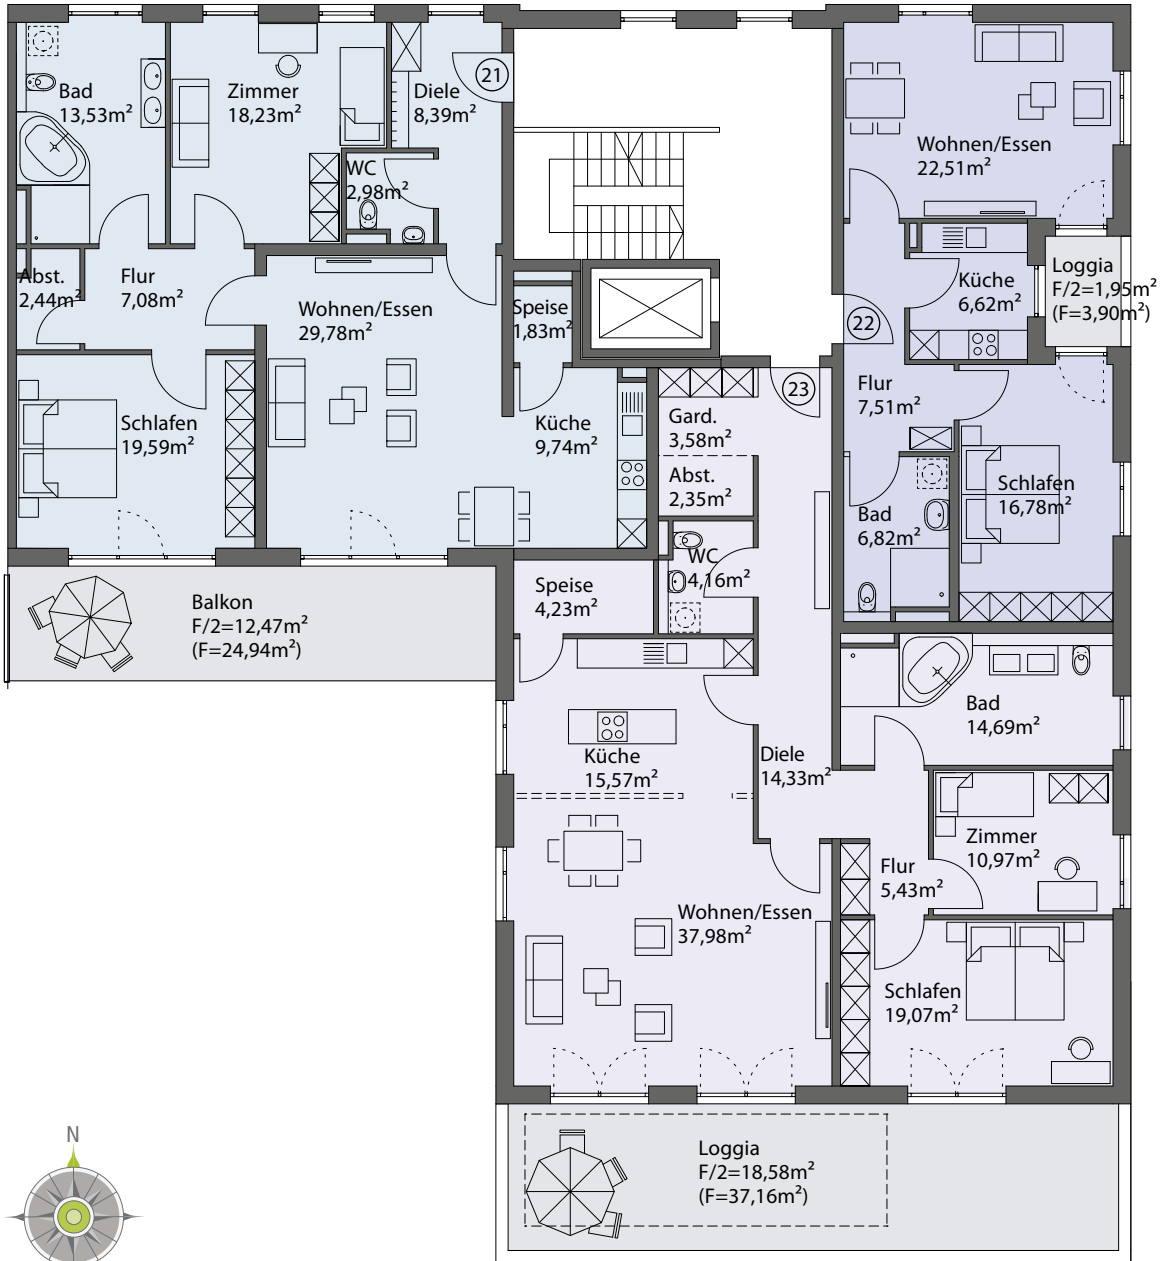 Bad
13,53m²
Zimmer
18,23m²
Diele
8,39m²
21
WC
2,98m²
Abst.
2,44m²
Flur
7,08m²
Wohnen/Essen
29,78m²
Speise
1,83m²
Schlafen
19,59m²
Küche
9,74m²
Balkon
F/2=12,47m²
(F=24,94m²)
Wohnen/Essen
22,51m²
Küche
6,62m²
Loggia
F/2=1,95m²
(F=3,90m²)
22
Flur
7,51m²
Schlafen
16,78m²
Bad
6,82m²
23
Gard.
3,58m²
Abst.
2,35m²
WC
4,16m²
Speise
4,23m²
Küche
15,57m²
Diele
14,33m²
Bad
14,69m²
Zimmer
10,97m²
Flur
5,43m²
Wohnen/Essen
37,98m²
Schlafen
19,07m²
Loggia
F/2=18,58m²
(F=37,16m²)
N